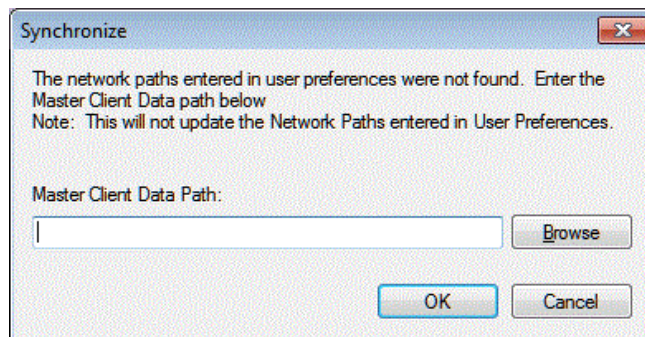 Synchronize
The network paths entered in user preferences were not found.  Enter the
Master Client Data path below
Note:  This will not update the Network Paths entered in User Preferences.
Master Client Data Path:
Browse
OK
Cancel